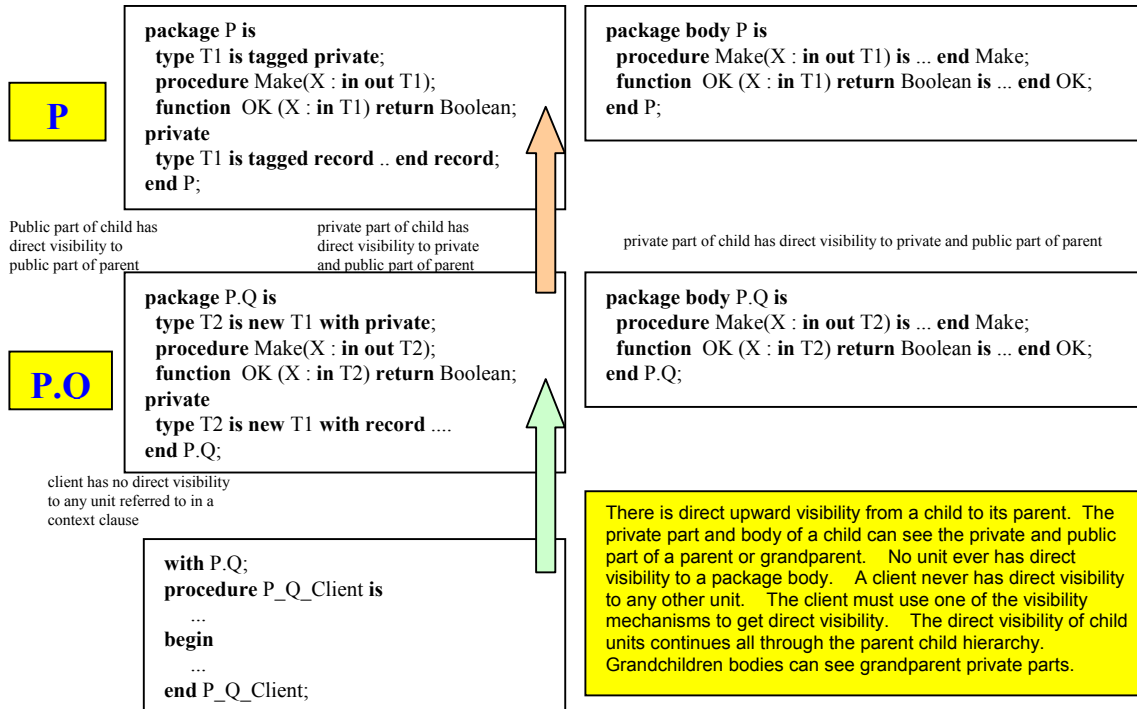 package P is
type T1 is tagged private;
procedure Make(X : in out T1);
function OK (X : in T1) return Boolean;
private
type T1 is tagged record .. end record;
end P;
package body P is
procedure Make(X : in out T1) is ... end Make;
function OK (X : in T1) return Boolean is ... end OK;
end P;
P
Public part of child has
direct visibility to
public part of parent
private part of child has
direct visibility to private
and public part of parent
private part of child has direct visibility to private and public part of parent
package P.Q is
type T2 is new T1 with private;
procedure Make(X : in out T2);
function OK (X : in T2) return Boolean;
private
type T2 is new T1 with record ....
end P.Q;
package body P.Q is
procedure Make(X : in out T2) is ... end Make;
function OK (X : in T2) return Boolean is ... end OK;
end P.Q;
P.O
client has no direct visibility
to any unit referred to in a
context clause
with P.Q;
procedure P_Q_Client is
...
begin
...
end P_Q_Client;
There is direct upward visibility from a child to its parent. The
private part and body of a child can see the private and public
part of a parent or grandparent. No unit ever has direct
visibility to a package body. A client never has direct visibility
to any other unit. The client must use one of the visibility
mechanisms to get direct visibility. The direct visibility of child
units continues all through the parent child hierarchy.
Grandchildren bodies can see grandparent private parts.